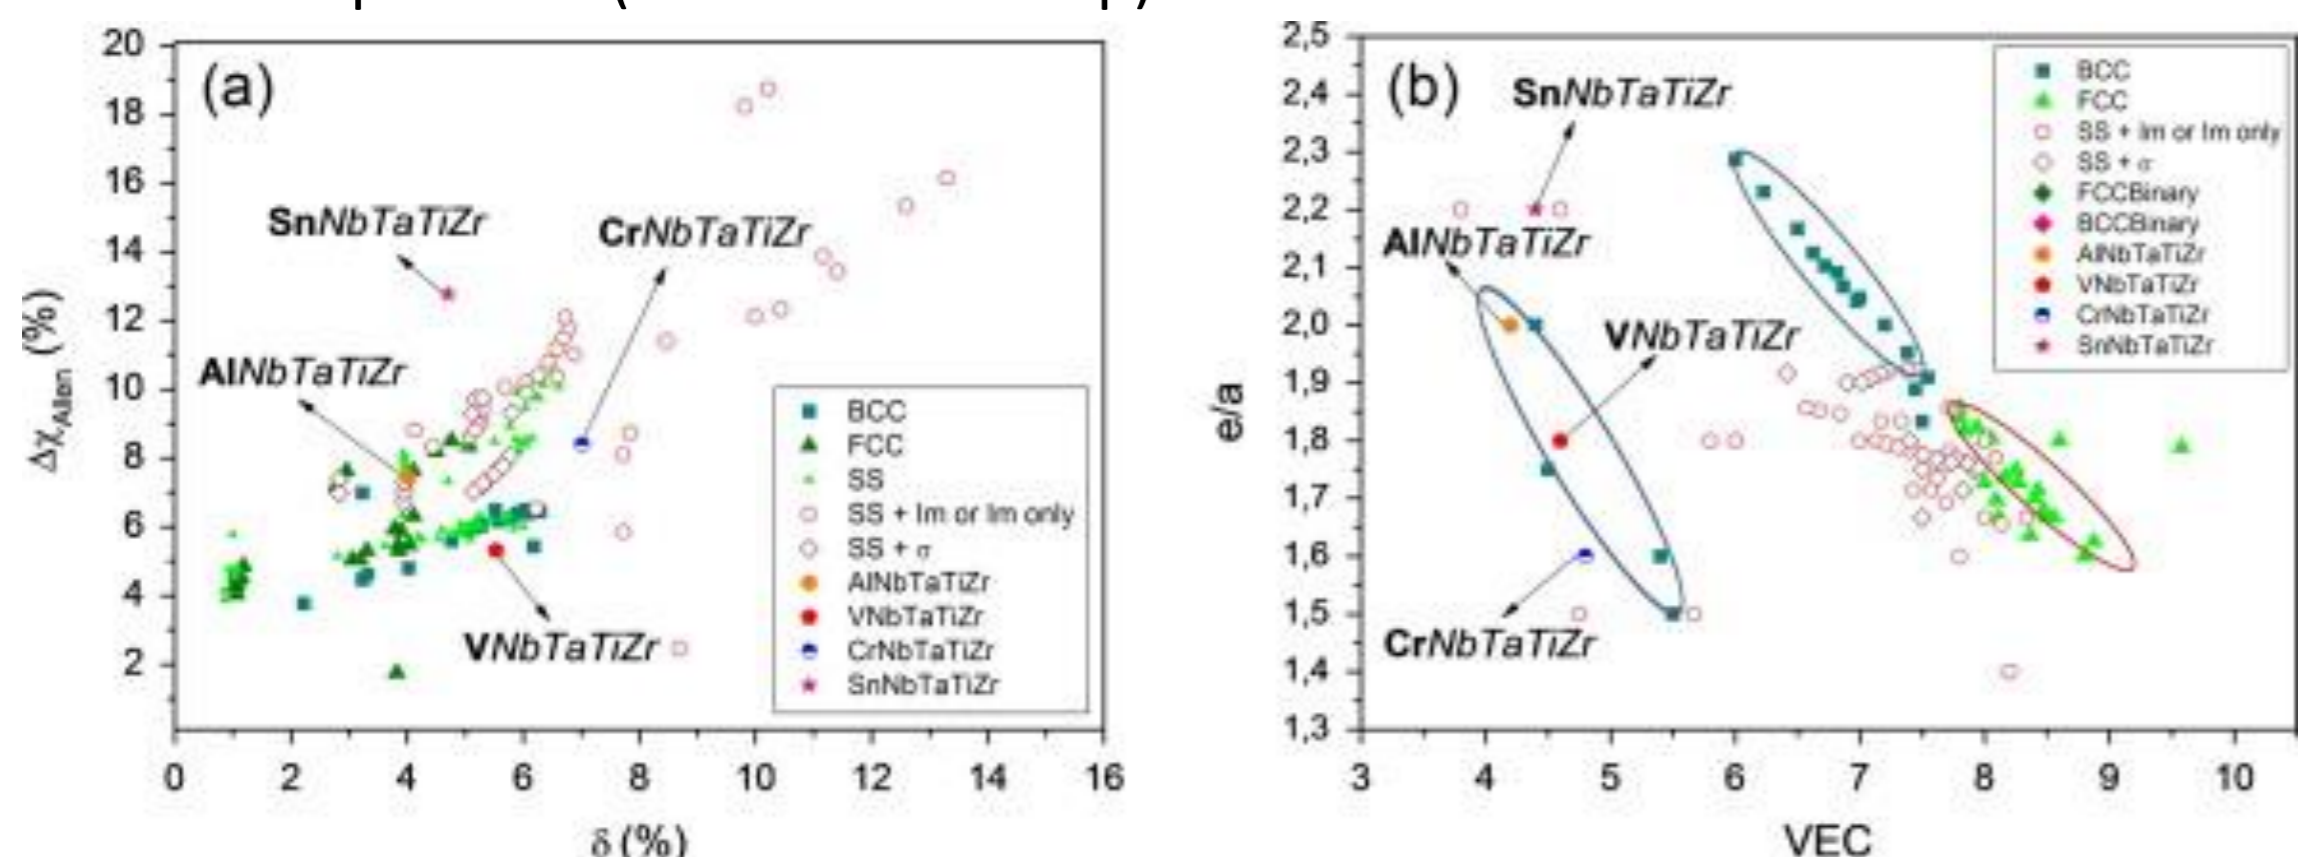 (a)
20
18
16
14
12
10
8
6
4
2
Δχ_Allen (%)
SnNbTaTiZr
CrNbTaTiZr
AlNbTaTiZr
VNbTaTiZr
BCC
FCC
SS
SS + Im or Im only
SS + σ
AlNbTaTiZr
VNbTaTiZr
CrNbTaTiZr
SnNbTaTiZr
0 2 4 6 8 10 12 14 16
δ (%)
(b)
2,5
2,4
2,3
2,2
2,1
2,0
1,9
1,8
1,7
1,6
1,5
1,4
1,3
e/a
SnNbTaTiZr
AlNbTaTiZr
VNbTaTiZr
CrNbTaTiZr
BCC
FCC
SS + Im or Im only
SS + σ
FCCBinary
BCCBinary
AlNbTaTiZr
VNbTaTiZr
CrNbTaTiZr
SnNbTaTiZr
3 4 5 6 7 8 9 10
VEC